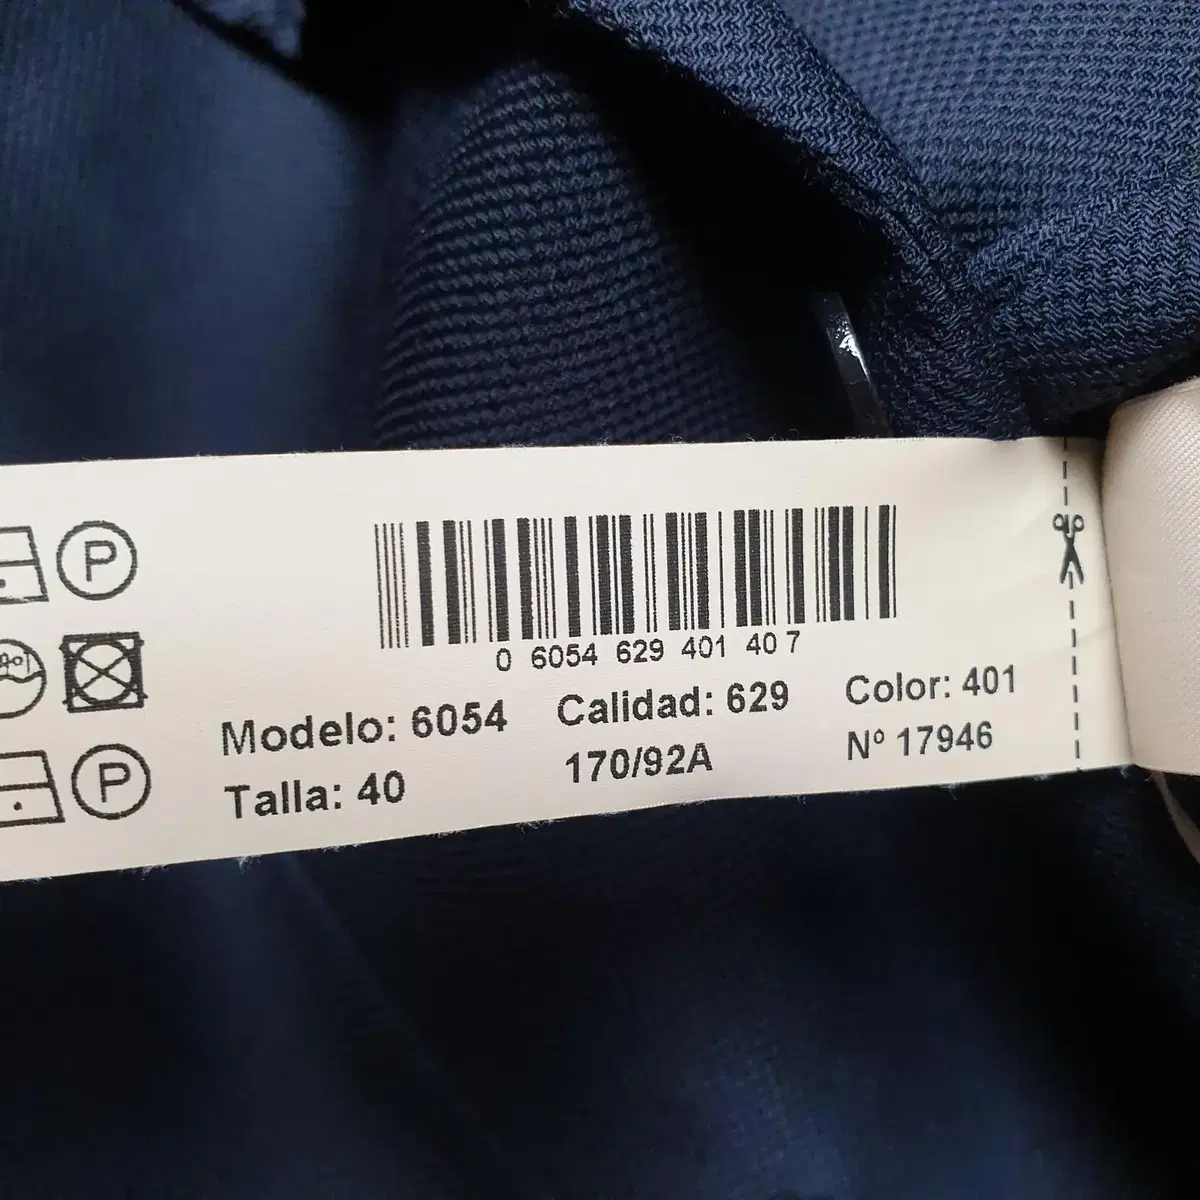 P
0 6054 629 401 40 7
Modelo: 6054 Calidad: 629 Color: 401
Talla: 40 170/92A Nº 17946
P